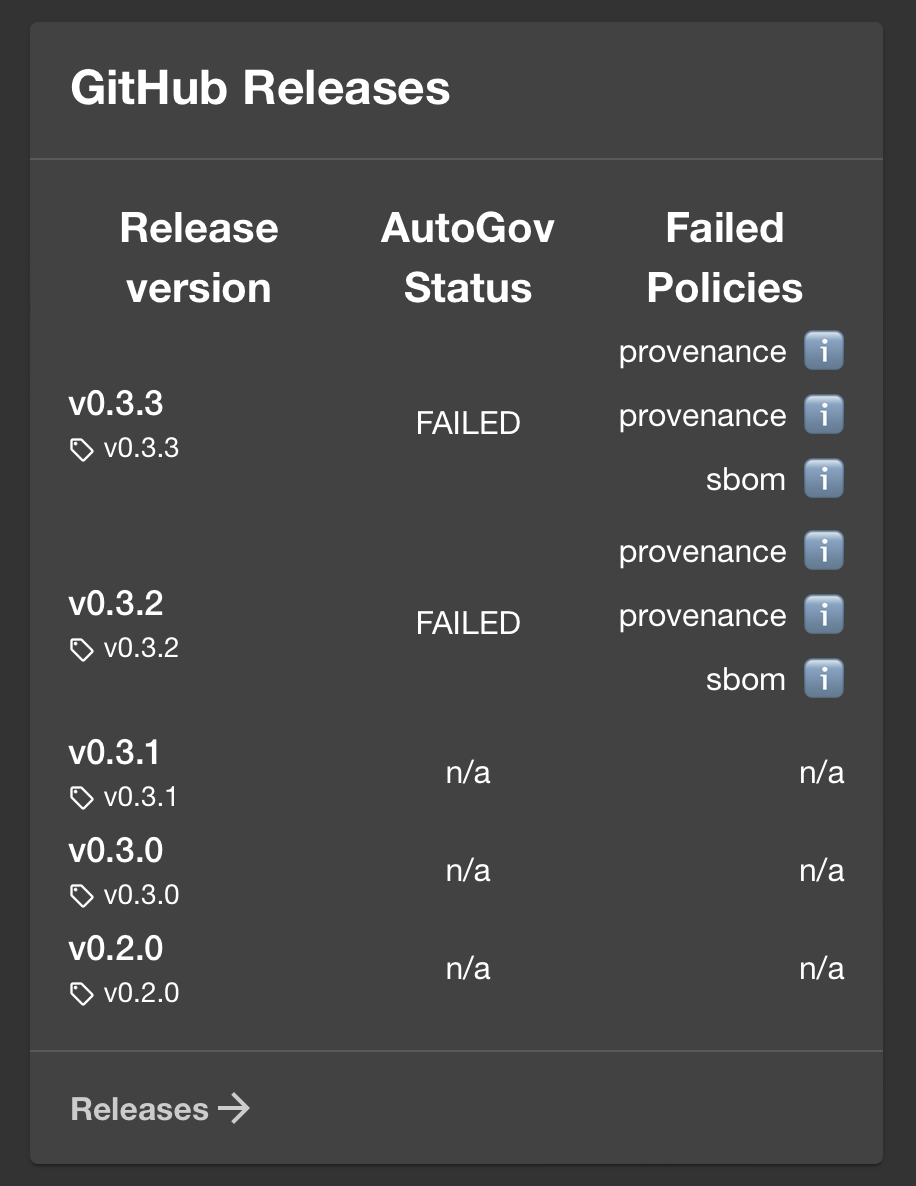 GitHub Releases
Release version
AutoGov Status
Failed Policies
v0.3.3
v0.3.3
FAILED
provenance i
provenance i
sbom i
v0.3.2
v0.3.2
FAILED
provenance i
provenance i
sbom i
v0.3.1
v0.3.1
n/a
n/a
v0.3.0
v0.3.0
n/a
n/a
v0.2.0
v0.2.0
n/a
n/a
Releases →